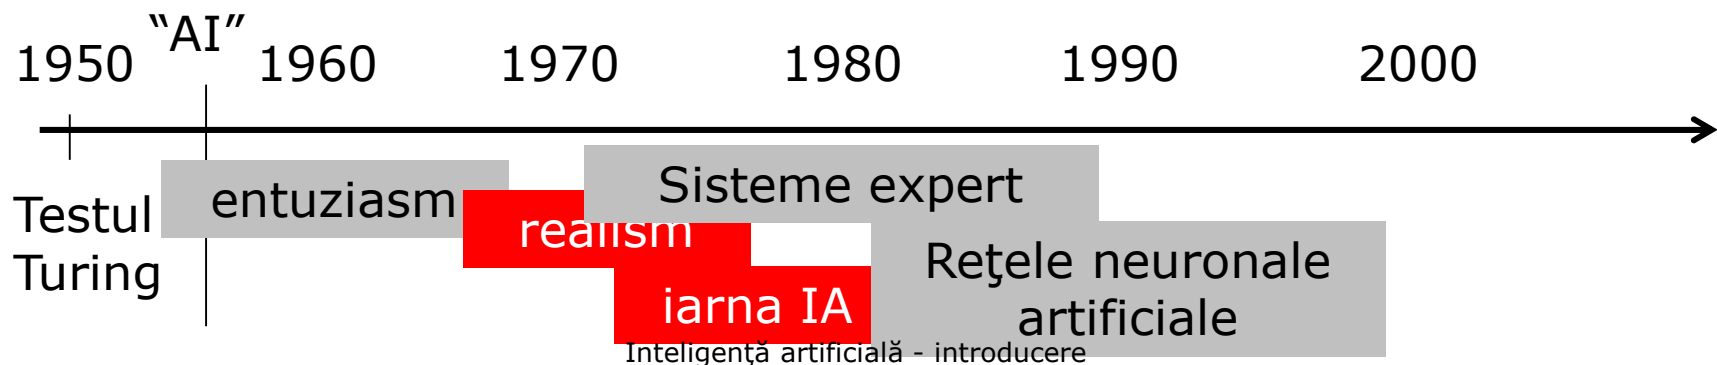 “AI”
1950 1960 1970 1980 1990 2000
Testul
Turing
entuziasm
realism
Sisteme expert
iarna IA
Reţele neuronale
artificiale
Inteligenţă artificială - introducere